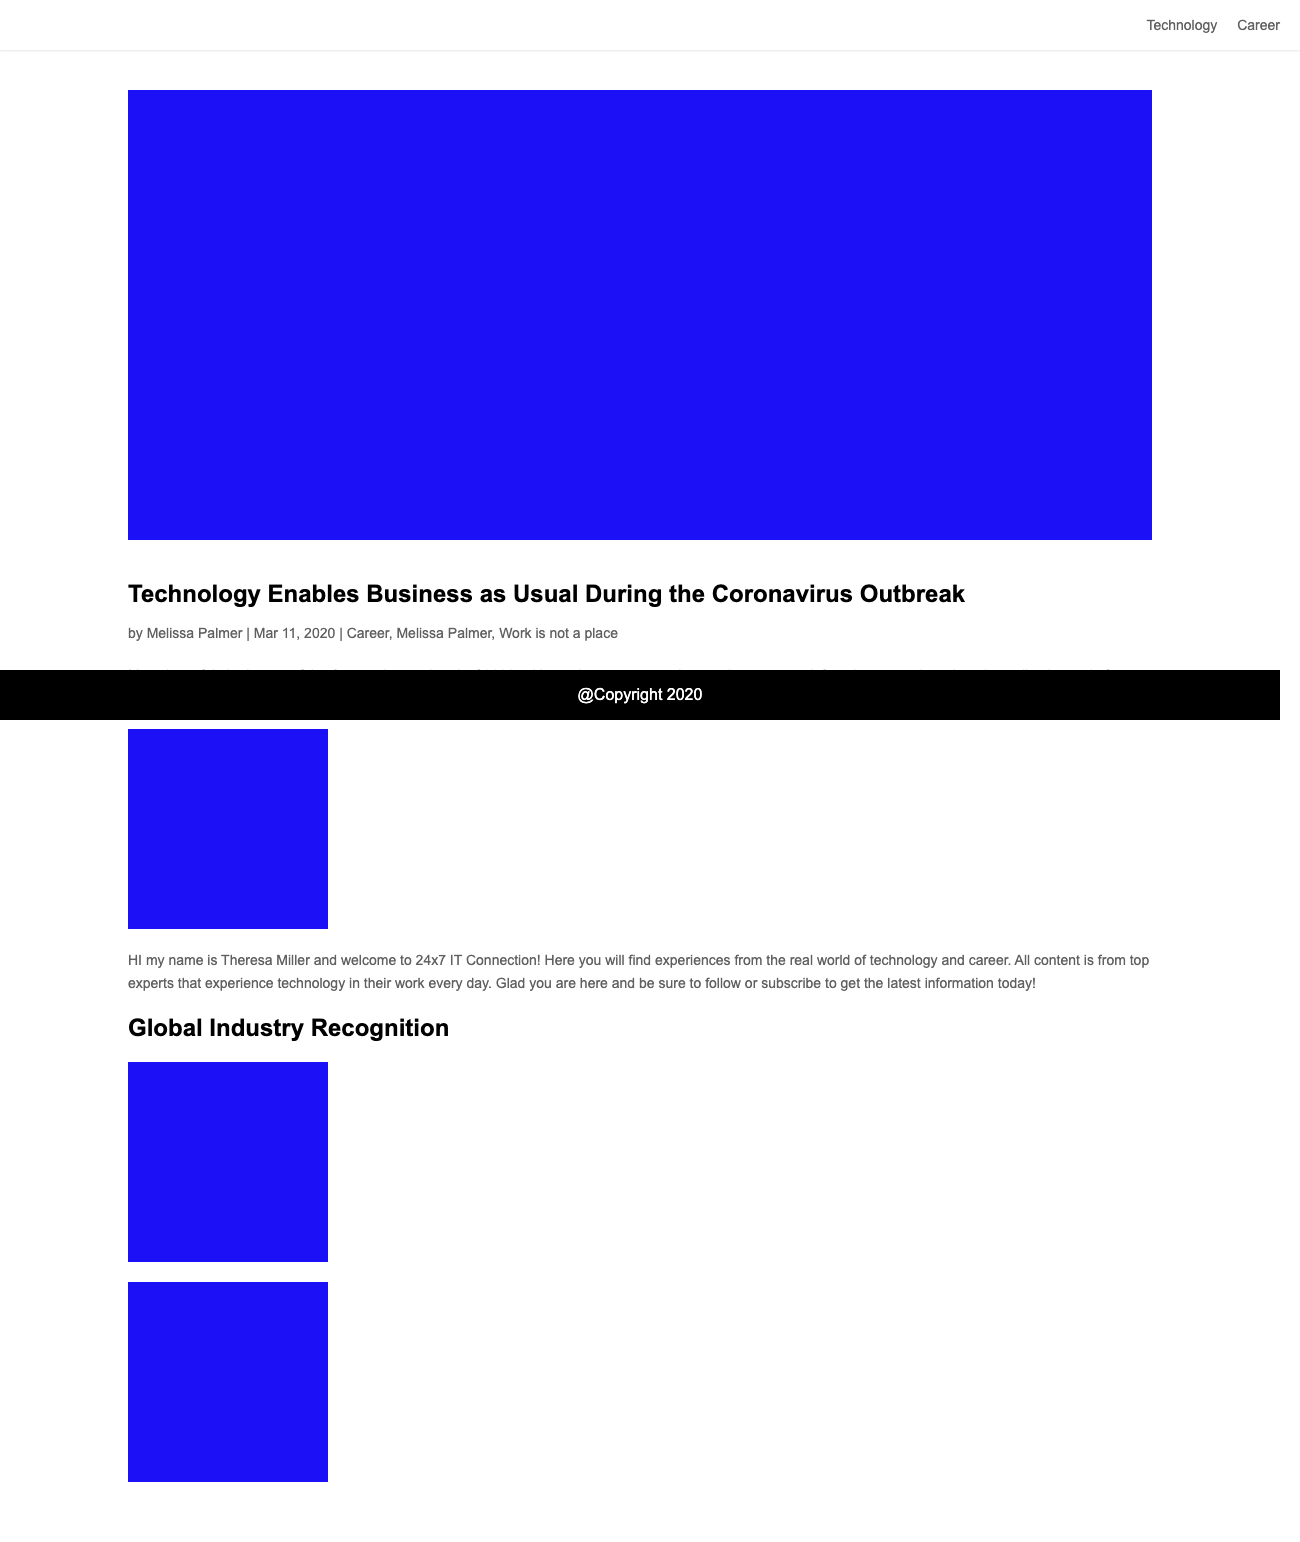 Technology Career
Technology Enables Business as Usual During the Coronavirus Outbreak
by Melissa Palmer | Mar 11, 2020 | Career, Melissa Palmer, Work is not a place
@Copyright 2020
HI my name is Theresa Miller and welcome to 24x7 IT Connection! Here you will find experiences from the real world of technology and career. All content is from top
experts that experience technology in their work every day. Glad you are here and be sure to follow or subscribe to get the latest information today!
Global Industry Recognition